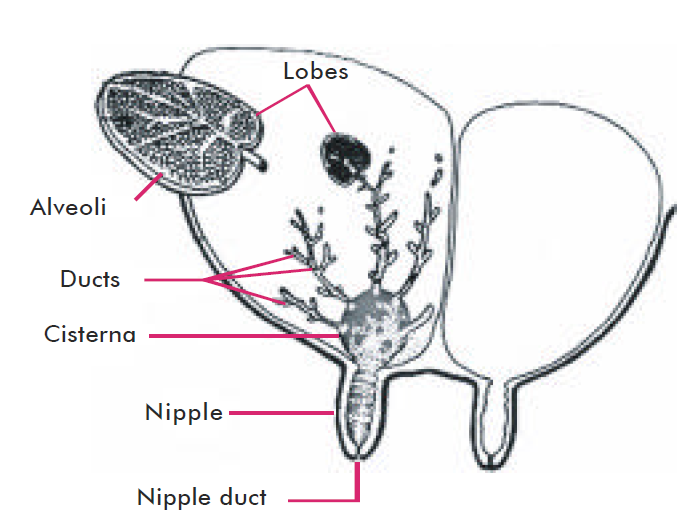 Lobes
Alveoli
Ducts
Cisterna
Nipple
Nipple duct